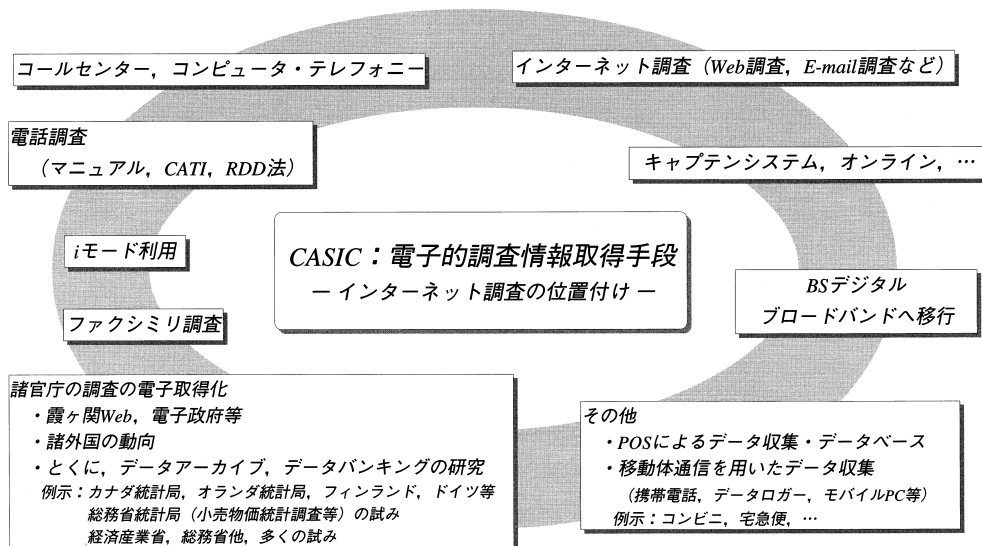 コールセンター，コンピュータ・テレフォニー
インターネット調査（Web調査，E-mail調査など）
電話調査
（マニュアル，CATI，RDD法）
キャプテンシステム，オンライン，…
iモード利用
CASIC：電子的調査情報取得手段
ー インターネット調査の位置付け ー
BSデジタル
ブロードバンドへ移行
ファクシミリ調査
諸官庁の調査の電子取得化
・霞ヶ関Web，電子政府等
・諸外国の動向
・とくに，データアーカイブ，データバンキングの研究
例示：カナダ統計局，オランダ統計局，フィンランド，ドイツ等
総務省統計局（小売物価統計調査等）の試み
経済産業省，総務省他，多くの試み
その他
・POSによるデータ収集・データベース
・移動体通信を用いたデータ収集
（携帯電話，データロガー，モバイルPC等）
例示：コンビニ，宅急便，…